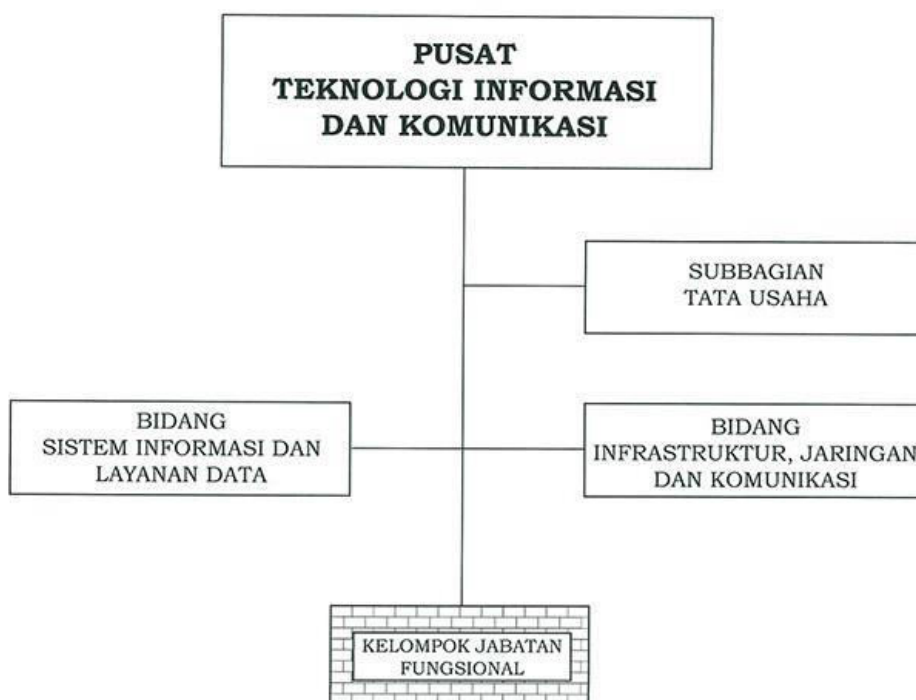 PUSAT
TEKNOLOGI INFORMASI
DAN KOMUNIKASI
SUBBAGIAN
TATA USAHA
BIDANG
SISTEM INFORMASI DAN
LAYANAN DATA
BIDANG
INFRASTRUKTUR, JARINGAN
DAN KOMUNIKASI
KELOMPOK JABATAN
FUNGSIONAL